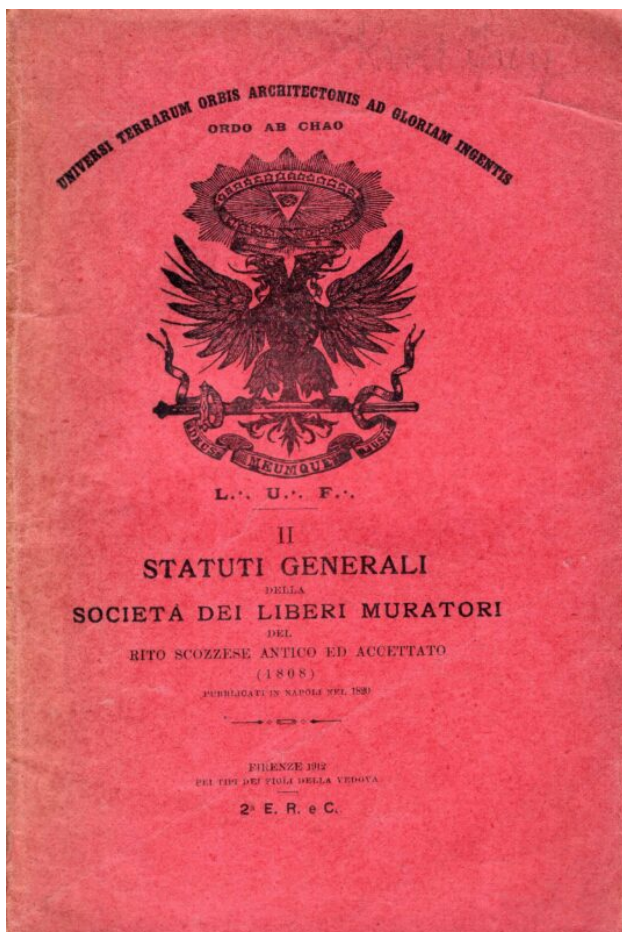 UNIVERSI TERRARUM ORBIS ARCHITECTONIS AD GLORIAM INGENTIS
ORDO AB CHAO
DEUS MEUMQUE JUS
L∴ U∴ F∴
II
STATUTI GENERALI
DELLA
SOCIETÀ DEI LIBERI MURATORI
DEL
RITO SCOZZESE ANTICO ED ACCETTATO
(1808)
PUBBLICATI IN NAPOLI NEL 1820
FIRENZE 1912
PEI TIPI DEI FIGLI DELLA VEDOVA
2ª E. R. e C.